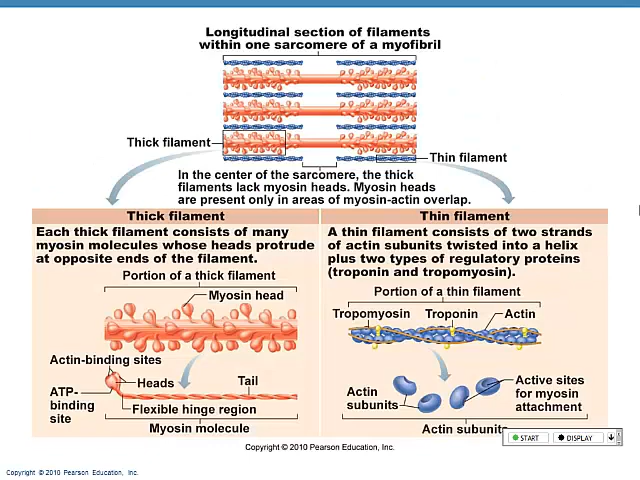 Longitudinal section of filaments
within one sarcomere of a myofibril
Thick filament
Thin filament
In the center of the sarcomere, the thick
filaments lack myosin heads. Myosin heads
are present only in areas of myosin-actin overlap.
Thick filament
Each thick filament consists of many
myosin molecules whose heads protrude
at opposite ends of the filament.
Portion of a thick filament
Myosin head
Actin-binding sites
Heads
Tail
ATP-
binding
site
Flexible hinge region
Myosin molecule
Thin filament
A thin filament consists of two strands
of actin subunits twisted into a helix
plus two types of regulatory proteins
(troponin and tropomyosin).
Portion of a thin filament
Tropomyosin
Troponin
Actin
Actin
subunits
Active sites
for myosin
attachment
Actin subunits
START
DISPLAY
Copyright © 2010 Pearson Education, Inc.
Copyright © 2010 Pearson Education, Inc.